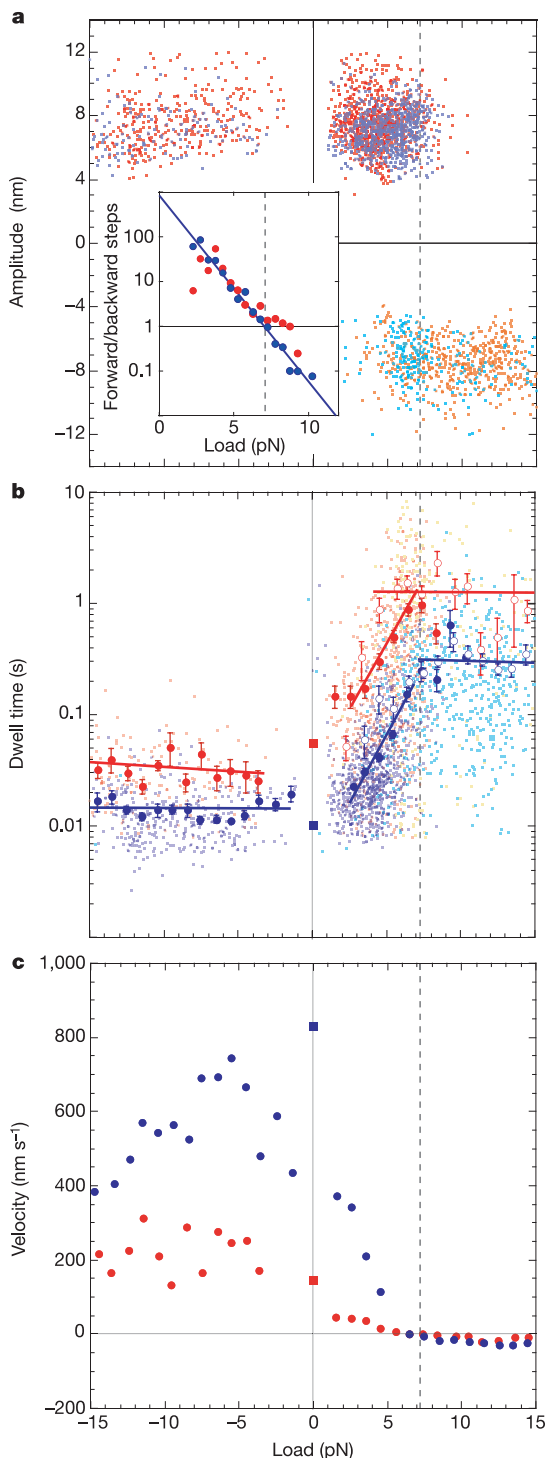 a
12
8
4
0
−4
−8
−12
Amplitude (nm)
100
10
1
0.1
Forward/backward steps
0 5 10
Load (pN)
b
10
1
0.1
0.01
Dwell time (s)
c
1,000
800
600
400
200
0
−200
Velocity (nm s⁻¹)
−15 −10 −5 0 5 10 15
Load (pN)